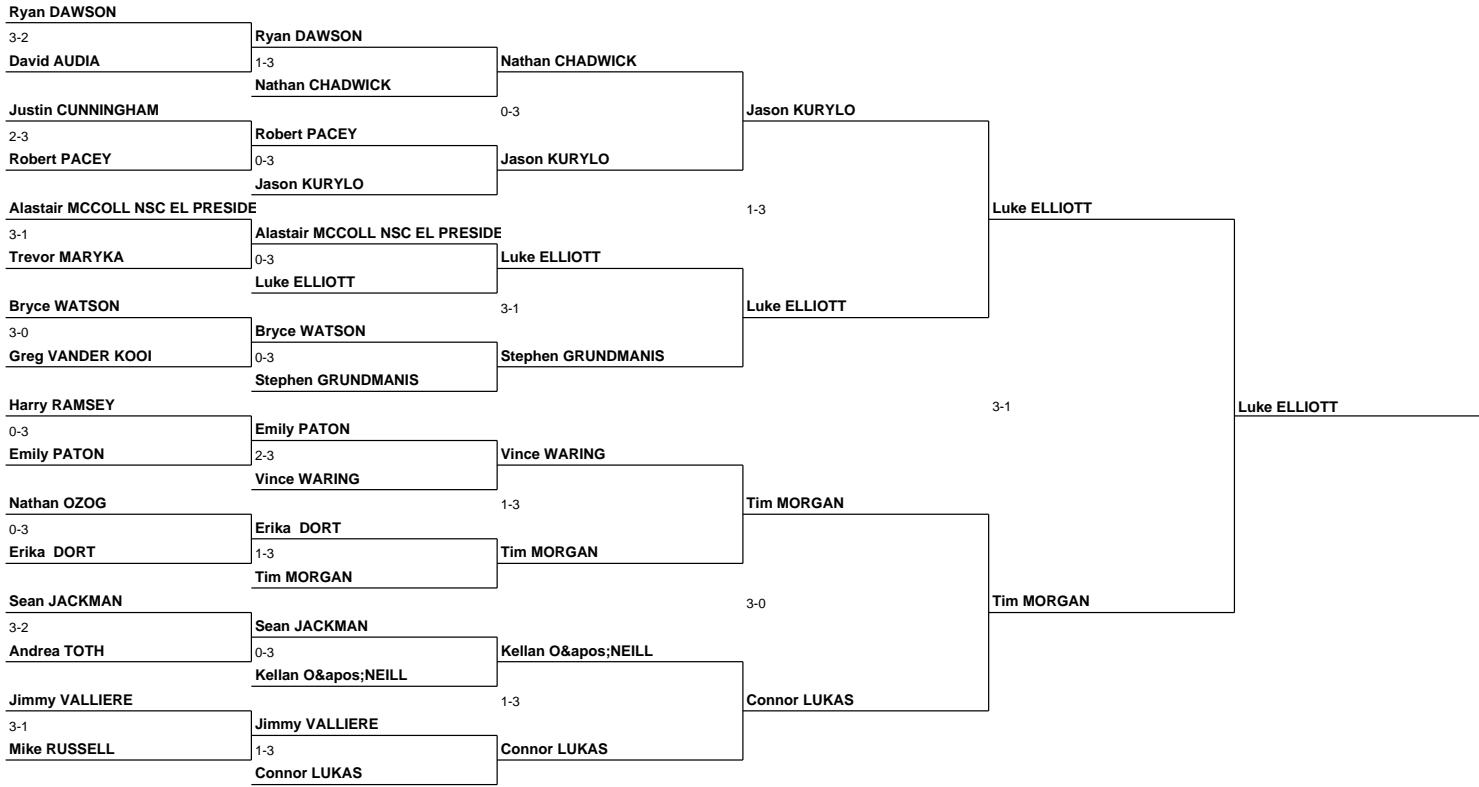 Ryan DAWSON
3-2
David AUDIA
Justin CUNNINGHAM
2-3
Robert PACEY
Alastair MCCOLL NSC EL PRESIDE
3-1
Trevor MARYKA
Bryce WATSON
3-0
Greg VANDER KOOI
Harry RAMSEY
0-3
Emily PATON
Nathan OZOG
0-3
Erika  DORT
Sean JACKMAN
3-2
Andrea TOTH
Jimmy VALLIERE
3-1
Mike RUSSELL
Ryan DAWSON
1-3
Nathan CHADWICK
Robert PACEY
0-3
Jason KURYLO
Alastair MCCOLL NSC EL PRESIDE
0-3
Luke ELLIOTT
Bryce WATSON
0-3
Stephen GRUNDMANIS
Emily PATON
2-3
Vince WARING
Erika  DORT
1-3
Tim MORGAN
Sean JACKMAN
0-3
Kellan O&amp;apos;NEILL
Jimmy VALLIERE
1-3
Connor LUKAS
Nathan CHADWICK
0-3
Jason KURYLO
Luke ELLIOTT
3-1
Stephen GRUNDMANIS
Vince WARING
1-3
Tim MORGAN
Kellan O&amp;apos;NEILL
1-3
Connor LUKAS
Jason KURYLO
1-3
Luke ELLIOTT
Tim MORGAN
3-0
Connor LUKAS
Luke ELLIOTT
3-1
Tim MORGAN
Luke ELLIOTT